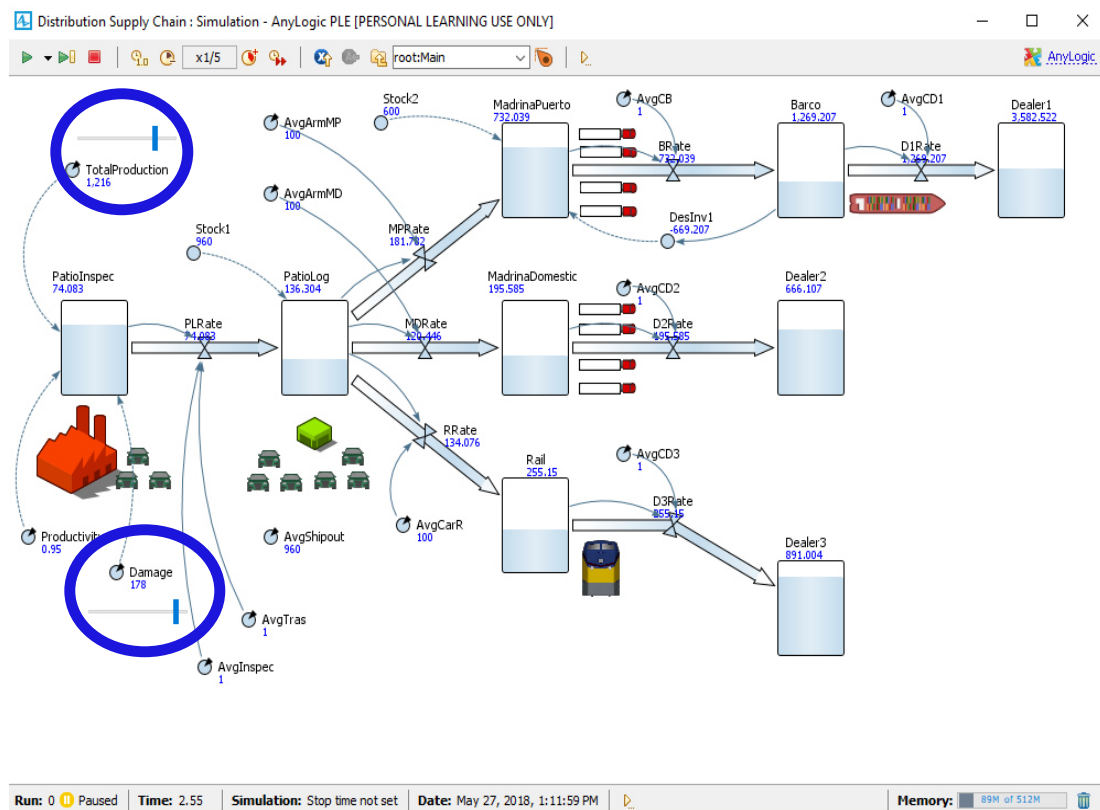 Distribution Supply Chain : Simulation - AnyLogic PLE [PERSONAL LEARNING USE ONLY]
x1/5
root:Main
AnyLogic
TotalProduction
1,216
AvgArmMP
100
Stock2
600
MadrinaPuerto
732.039
AvgCB
1
Barco
1,269.207
AvgCD1
1
Dealer1
3,582.522
BRate
732.039
D1Rate
1,269.207
AvgArmMD
100
Stock1
960
MPRate
181.782
DesInv1
-669.207
PatioInspec
74.083
PatioLog
136.304
MadrinaDomestic
195.585
AvgCD2
1
Dealer2
666.107
PLRate
74.083
MDRate
120.446
D2Rate
195.585
RRate
134.076
Rail
255.15
AvgCD3
1
D3Rate
255.15
Productivity
0.95
AvgShipout
960
AvgCarR
100
Dealer3
891.004
Damage
178
AvgTras
1
AvgInspec
1
Run: 0 Paused Time: 2.55 Simulation: Stop time not set Date: May 27, 2018, 1:11:59 PM Memory: 89M of 512M